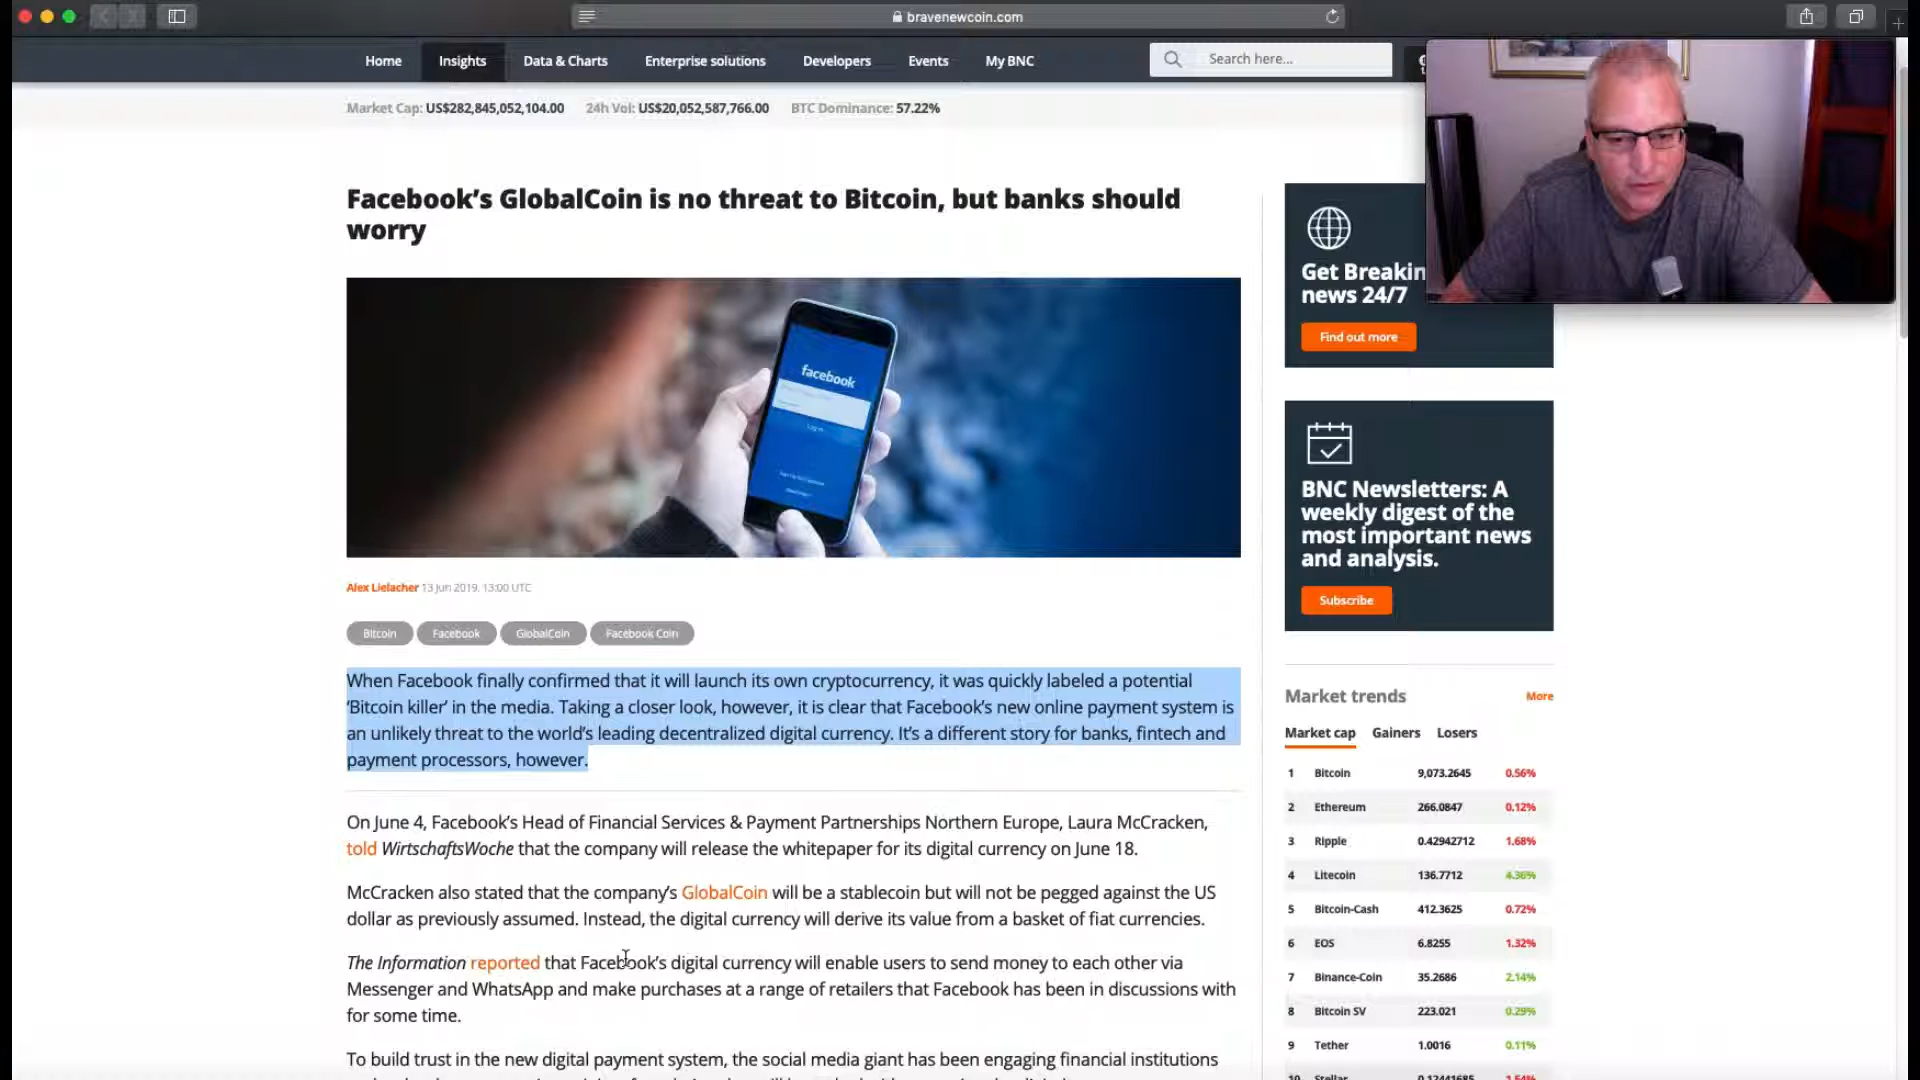 bravenewcoin.com
Home Insights Data & Charts Enterprise solutions Developers Events My BNC Search here...
Market Cap: US$282,845,052,104.00 24h Vol: US$20,052,587,766.00 BTC Dominance: 57.22%
Facebook's GlobalCoin is no threat to Bitcoin, but banks should
worry
facebook
Log In
Alex Lielacher 13 Jun 2019, 13:00 UTC
Bitcoin Facebook GlobalCoin Facebook Coin
When Facebook finally confirmed that it will launch its own cryptocurrency, it was quickly labeled a potential
‘Bitcoin killer’ in the media. Taking a closer look, however, it is clear that Facebook’s new online payment system is
an unlikely threat to the world’s leading decentralized digital currency. It’s a different story for banks, fintech and
payment processors, however.
On June 4, Facebook’s Head of Financial Services & Payment Partnerships Northern Europe, Laura McCracken,
told WirtschaftsWoche that the company will release the whitepaper for its digital currency on June 18.
McCracken also stated that the company’s GlobalCoin will be a stablecoin but will not be pegged against the US
dollar as previously assumed. Instead, the digital currency will derive its value from a basket of fiat currencies.
The Information reported that Facebook’s digital currency will enable users to send money to each other via
Messenger and WhatsApp and make purchases at a range of retailers that Facebook has been in discussions with
for some time.
To build trust in the new digital payment system, the social media giant has been engaging financial institutions
Get Breakin
news 24/7
Find out more
BNC Newsletters: A
weekly digest of the
most important news
and analysis.
Subscribe
Market trends More
Market cap Gainers Losers
1 Bitcoin 9,073.2645 0.56%
2 Ethereum 266.0847 0.12%
3 Ripple 0.42942712 1.68%
4 Litecoin 136.7712 4.36%
5 Bitcoin-Cash 412.3625 0.72%
6 EOS 6.8255 1.32%
7 Binance-Coin 35.2686 2.14%
8 Bitcoin SV 223.021 0.29%
9 Tether 1.0016 0.11%
10 Stellar 0.12441685 1.54%